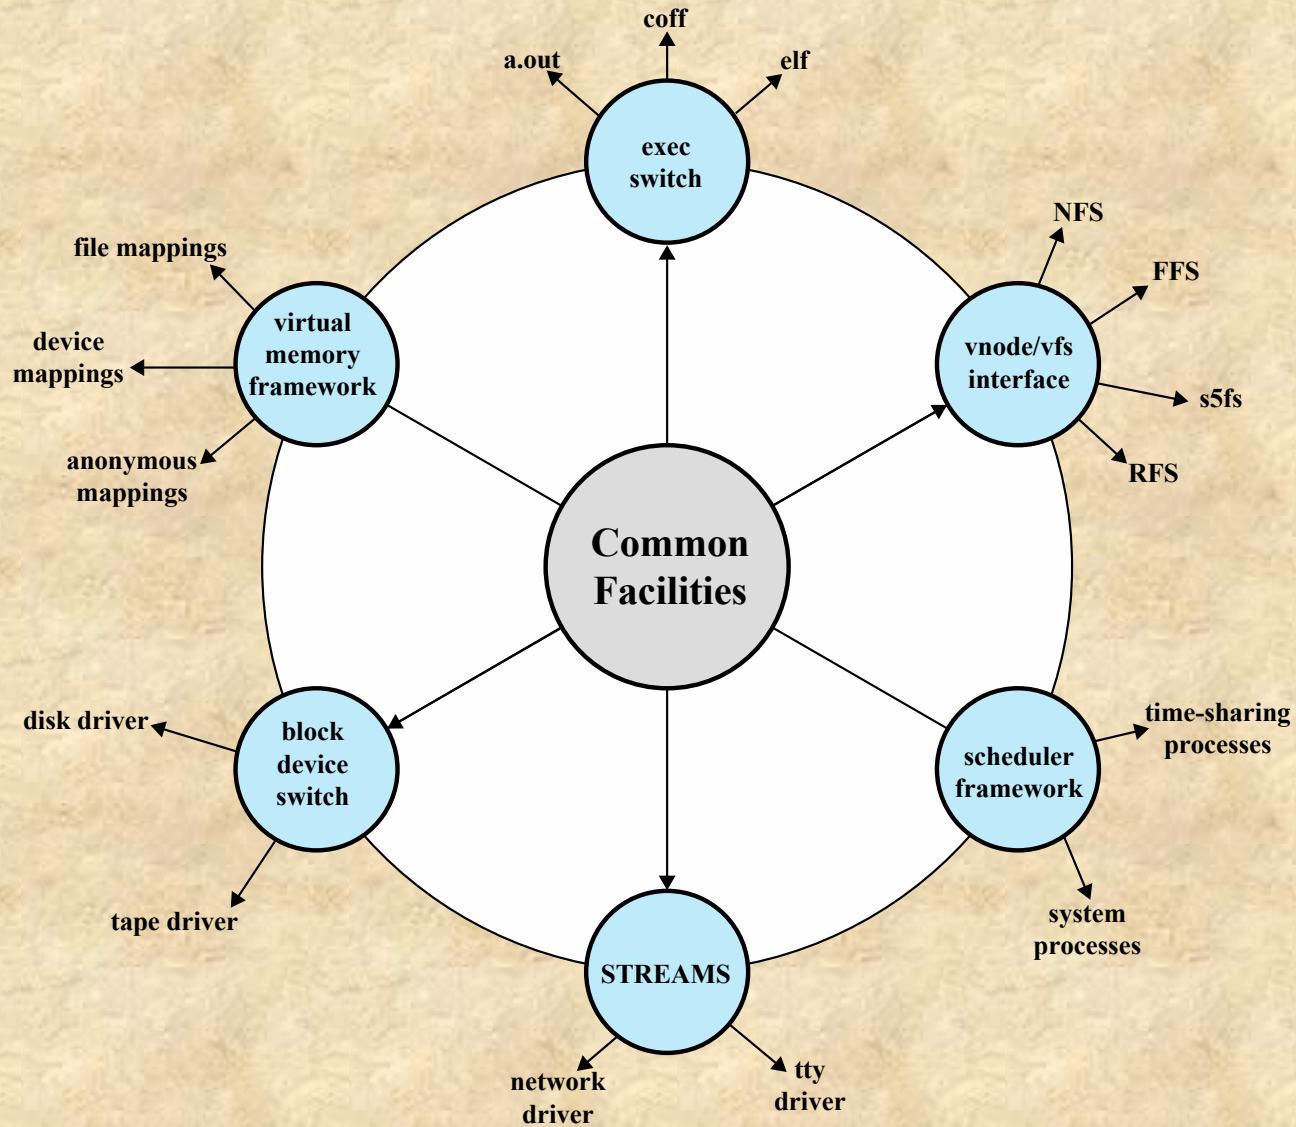 coff
a.out
elf
exec
switch
NFS
file mappings
FFS
virtual
memory
framework
device
mappings
vnode/vfs
interface
s5fs
anonymous
mappings
RFS
Common
Facilities
disk driver
block
device
switch
time-sharing
processes
scheduler
framework
tape driver
system
processes
STREAMS
network
driver
tty
driver